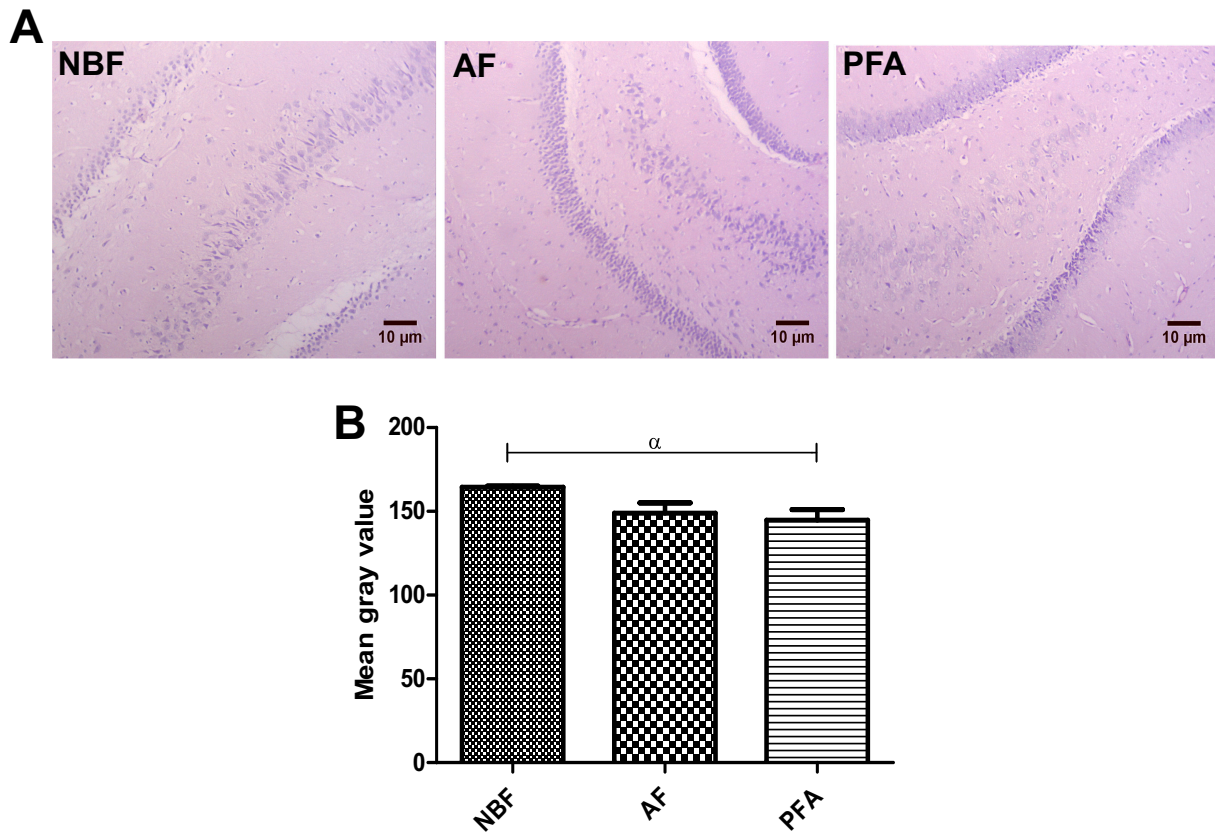 A
NBF
AF
PFA
10 µm
10 µm
10 µm
B
α
Mean gray value
200
150
100
50
0
NBF
AF
PFA